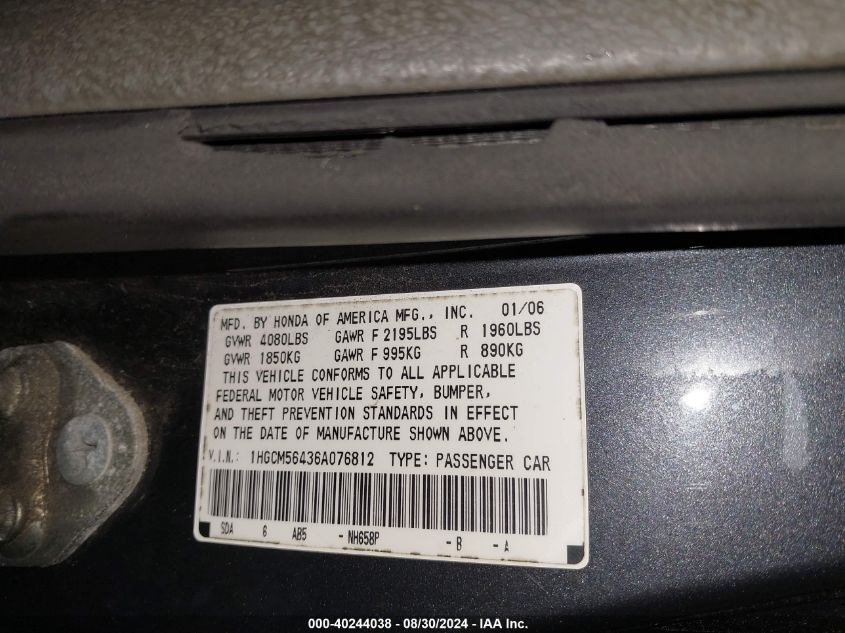 MFD. BY HONDA OF AMERICA MFG., INC. 01/06
GVWR 4080LBS GAWR F 2195LBS R 1960LBS
GVWR 1850KG GAWR F 995KG R 890KG
THIS VEHICLE CONFORMS TO ALL APPLICABLE
FEDERAL MOTOR VEHICLE SAFETY, BUMPER,
AND THEFT PREVENTION STANDARDS IN EFFECT
ON THE DATE OF MANUFACTURE SHOWN ABOVE.
V.I.N.: 1HGCM56436A076812 TYPE: PASSENGER CAR
SDA 6 AB5 - NH658P - B - A
000-40244038 - 08/30/2024 - IAA Inc.